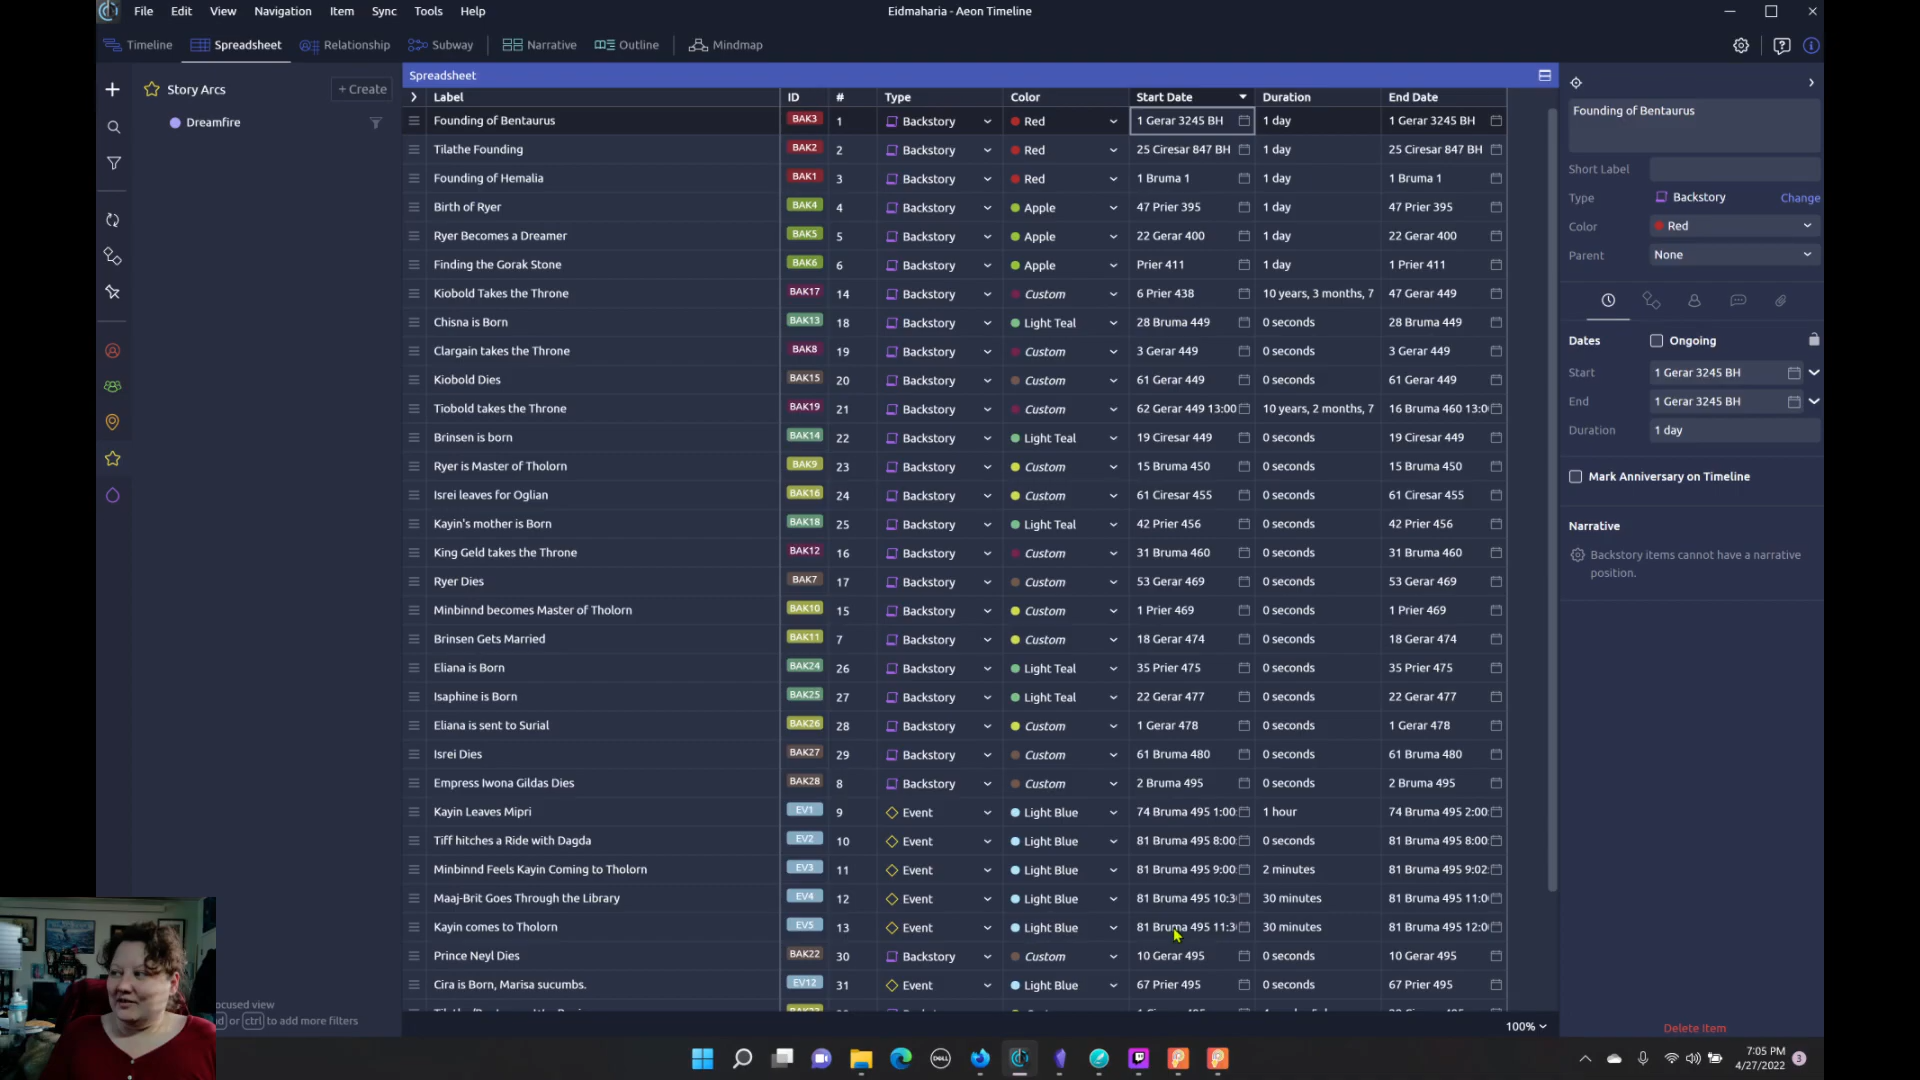 File Edit View Navigation Item Sync Tools Help Eidmaharia - Aeon Timeline
Timeline Spreadsheet Relationship Subway Narrative Outline Mindmap
Story Arcs + Create
Dreamfire
Spreadsheet
Label ID # Type Color Start Date Duration End Date
Founding of Bentaurus BAK3 1 Backstory Red 1 Gerar 3245 BH 1 day 1 Gerar 3245 BH
Tilathe Founding BAK2 2 Backstory Red 25 Ciresar 847 BH 1 day 25 Ciresar 847 BH
Founding of Hemalia BAK1 3 Backstory Red 1 Bruma 1 1 day 1 Bruma 1
Birth of Ryer BAK4 4 Backstory Apple 47 Prier 395 1 day 47 Prier 395
Ryer Becomes a Dreamer BAK5 5 Backstory Apple 22 Gerar 400 1 day 22 Gerar 400
Finding the Gorak Stone BAK6 6 Backstory Apple Prier 411 1 day 1 Prier 411
Kiobold Takes the Throne BAK17 14 Backstory Custom 6 Prier 438 10 years, 3 months, 7 47 Gerar 449
Chisna is Born BAK13 18 Backstory Light Teal 28 Bruma 449 0 seconds 28 Bruma 449
Clargain takes the Throne BAK8 19 Backstory Custom 3 Gerar 449 0 seconds 3 Gerar 449
Kiobold Dies BAK15 20 Backstory Custom 61 Gerar 449 0 seconds 61 Gerar 449
Tiobold takes the Throne BAK19 21 Backstory Custom 62 Gerar 449 13:00 10 years, 2 months, 7 16 Bruma 460 13:0
Brinsen is born BAK14 22 Backstory Light Teal 19 Ciresar 449 0 seconds 19 Ciresar 449
Ryer is Master of Tholorn BAK9 23 Backstory Custom 15 Bruma 450 0 seconds 15 Bruma 450
Isrei leaves for Oglian BAK16 24 Backstory Custom 61 Ciresar 455 0 seconds 61 Ciresar 455
Kayin's mother is Born BAK18 25 Backstory Light Teal 42 Prier 456 0 seconds 42 Prier 456
King Geld takes the Throne BAK12 16 Backstory Custom 31 Bruma 460 0 seconds 31 Bruma 460
Ryer Dies BAK7 17 Backstory Custom 53 Gerar 469 0 seconds 53 Gerar 469
Minbinnd becomes Master of Tholorn BAK10 15 Backstory Custom 1 Prier 469 0 seconds 1 Prier 469
Brinsen Gets Married BAK11 7 Backstory Custom 18 Gerar 474 0 seconds 18 Gerar 474
Eliana is Born BAK24 26 Backstory Light Teal 35 Prier 475 0 seconds 35 Prier 475
Isaphine is Born BAK25 27 Backstory Light Teal 22 Gerar 477 0 seconds 22 Gerar 477
Eliana is sent to Surial BAK26 28 Backstory Custom 1 Gerar 478 0 seconds 1 Gerar 478
Isrei Dies BAK27 29 Backstory Custom 61 Bruma 480 0 seconds 61 Bruma 480
Empress Iwona Gildas Dies BAK28 8 Backstory Custom 2 Bruma 495 0 seconds 2 Bruma 495
Kayin Leaves Mipri EV1 9 Event Light Blue 74 Bruma 495 1:00 1 hour 74 Bruma 495 2:00
Tiff hitches a Ride with Dagda EV2 10 Event Light Blue 81 Bruma 495 8:00 0 seconds 81 Bruma 495 8:00
Minbinnd Feels Kayin Coming to Tholorn EV3 11 Event Light Blue 81 Bruma 495 9:00 2 minutes 81 Bruma 495 9:02
Maaj-Brit Goes Through the Library EV4 12 Event Light Blue 81 Bruma 495 10:3 30 minutes 81 Bruma 495 11:0
Kayin comes to Tholorn EV5 13 Event Light Blue 81 Bruma 495 11:3 30 minutes 81 Bruma 495 12:0
Prince Neyl Dies BAK22 30 Backstory Custom 10 Gerar 495 0 seconds 10 Gerar 495
Cira is Born, Marisa sucumbs. EV12 31 Event Light Blue 67 Prier 495 0 seconds 67 Prier 495
100%
Founding of Bentaurus
Short Label
Type Backstory Change
Color Red
Parent None
Dates Ongoing
Start 1 Gerar 3245 BH
End 1 Gerar 3245 BH
Duration 1 day
Mark Anniversary on Timeline
Narrative
Backstory items cannot have a narrative
position.
Delete Item
ocused view
or ctrl to add more filters
DELL
7:05 PM
4/27/2022
3